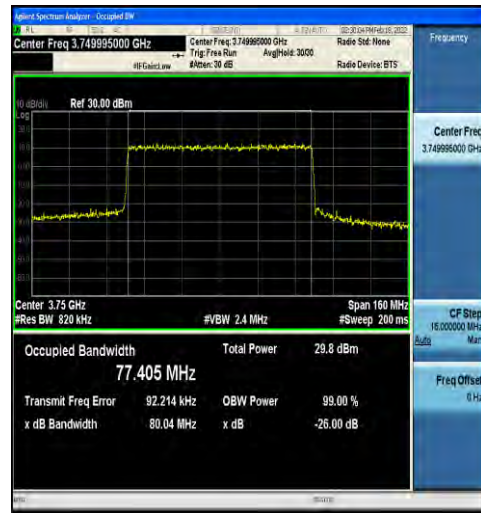 Agilent Spectrum Analyzer - Occupied BW
Center Freq 3.749995000 GHz
Center Freq: 3.749995000 GHz
Radio Std: None
Trig: Free Run
Avg|Hold: 30/30
#IFGain:Low
#Atten: 30 dB
Radio Device: BTS
10 dB/div
Ref 30.00 dBm
Log
Center 3.75 GHz
Span 160 MHz
#Res BW 820 kHz
#VBW 2.4 MHz
#Sweep 200 ms
Occupied Bandwidth
Total Power
29.8 dBm
77.405 MHz
Transmit Freq Error
92.214 kHz
OBW Power
99.00 %
x dB Bandwidth
80.04 MHz
x dB
-26.00 dB
Frequency
Center Freq
3.749995000 GHz
CF Step
16.000000 MHz
Auto
Man
Freq Offset
0 Hz